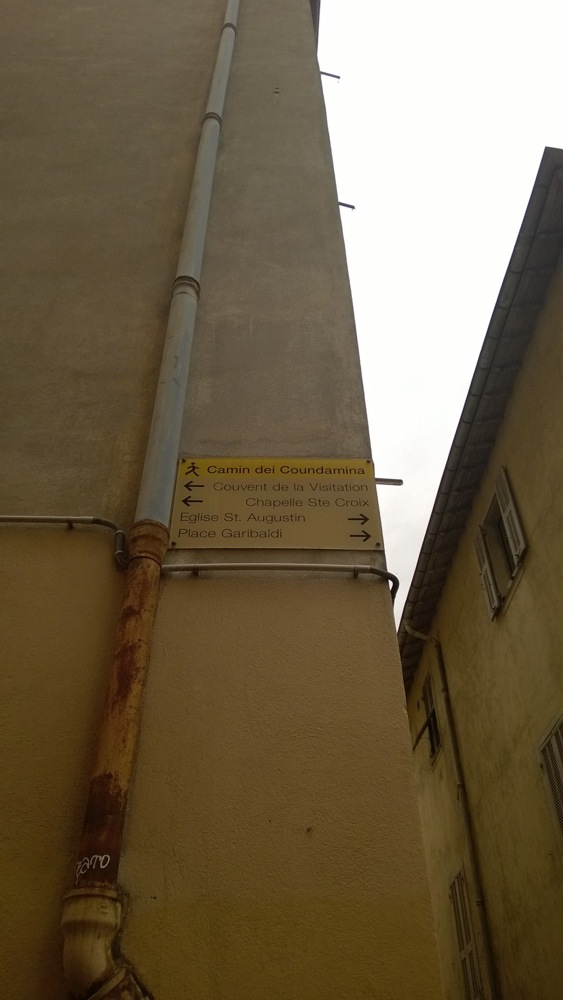 Camin dei Coundamina
Couvent de la Visitation
Chapelle Ste Croix
Eglise St. Augustin
Place Garibaldi